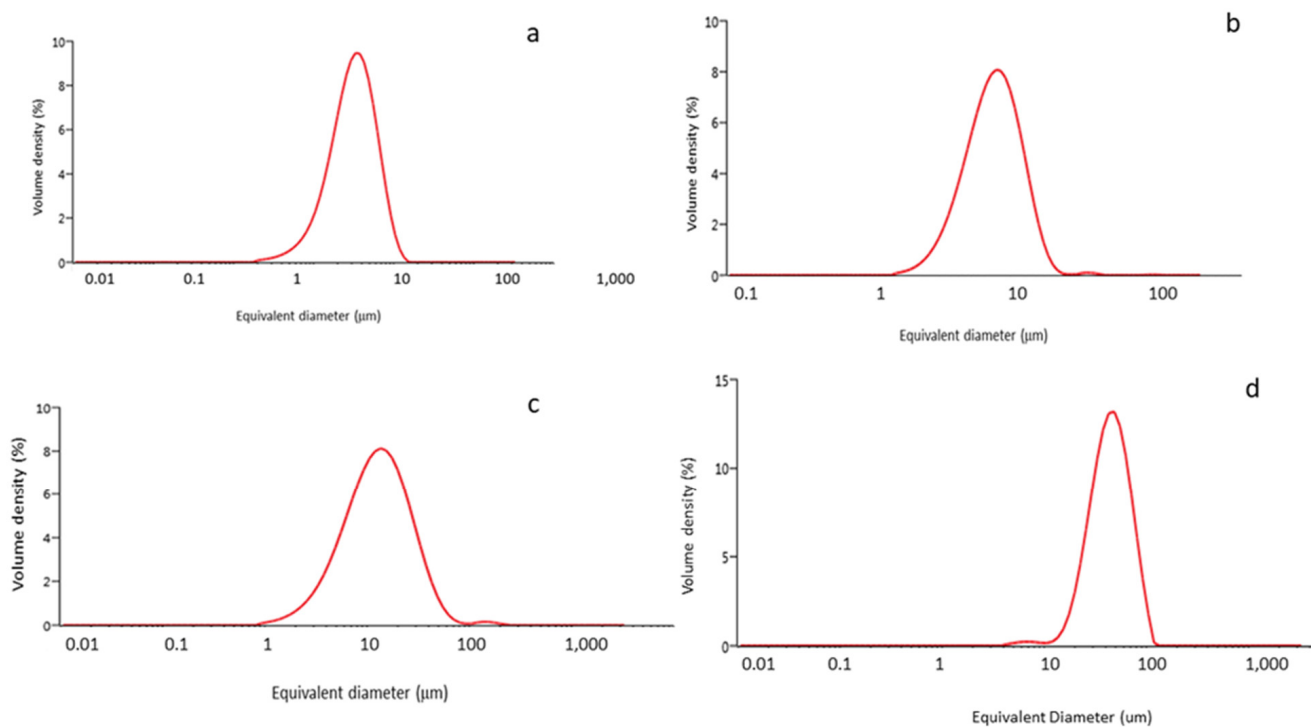 a
10
8
6
4
2
0
Volume density (%)
0.01 0.1 1 10 100 1,000
Equivalent diameter (μm)
b
10
8
6
4
2
0
Volume density (%)
0.1 1 10 100
Equivalent diameter (μm)
c
10
8
6
4
2
0
Volume density (%)
0.01 0.1 1 10 100 1,000
Equivalent diameter (μm)
d
15
10
5
0
Volume density (%)
0.01 0.1 1 10 100 1,000
Equivalent Diameter (um)